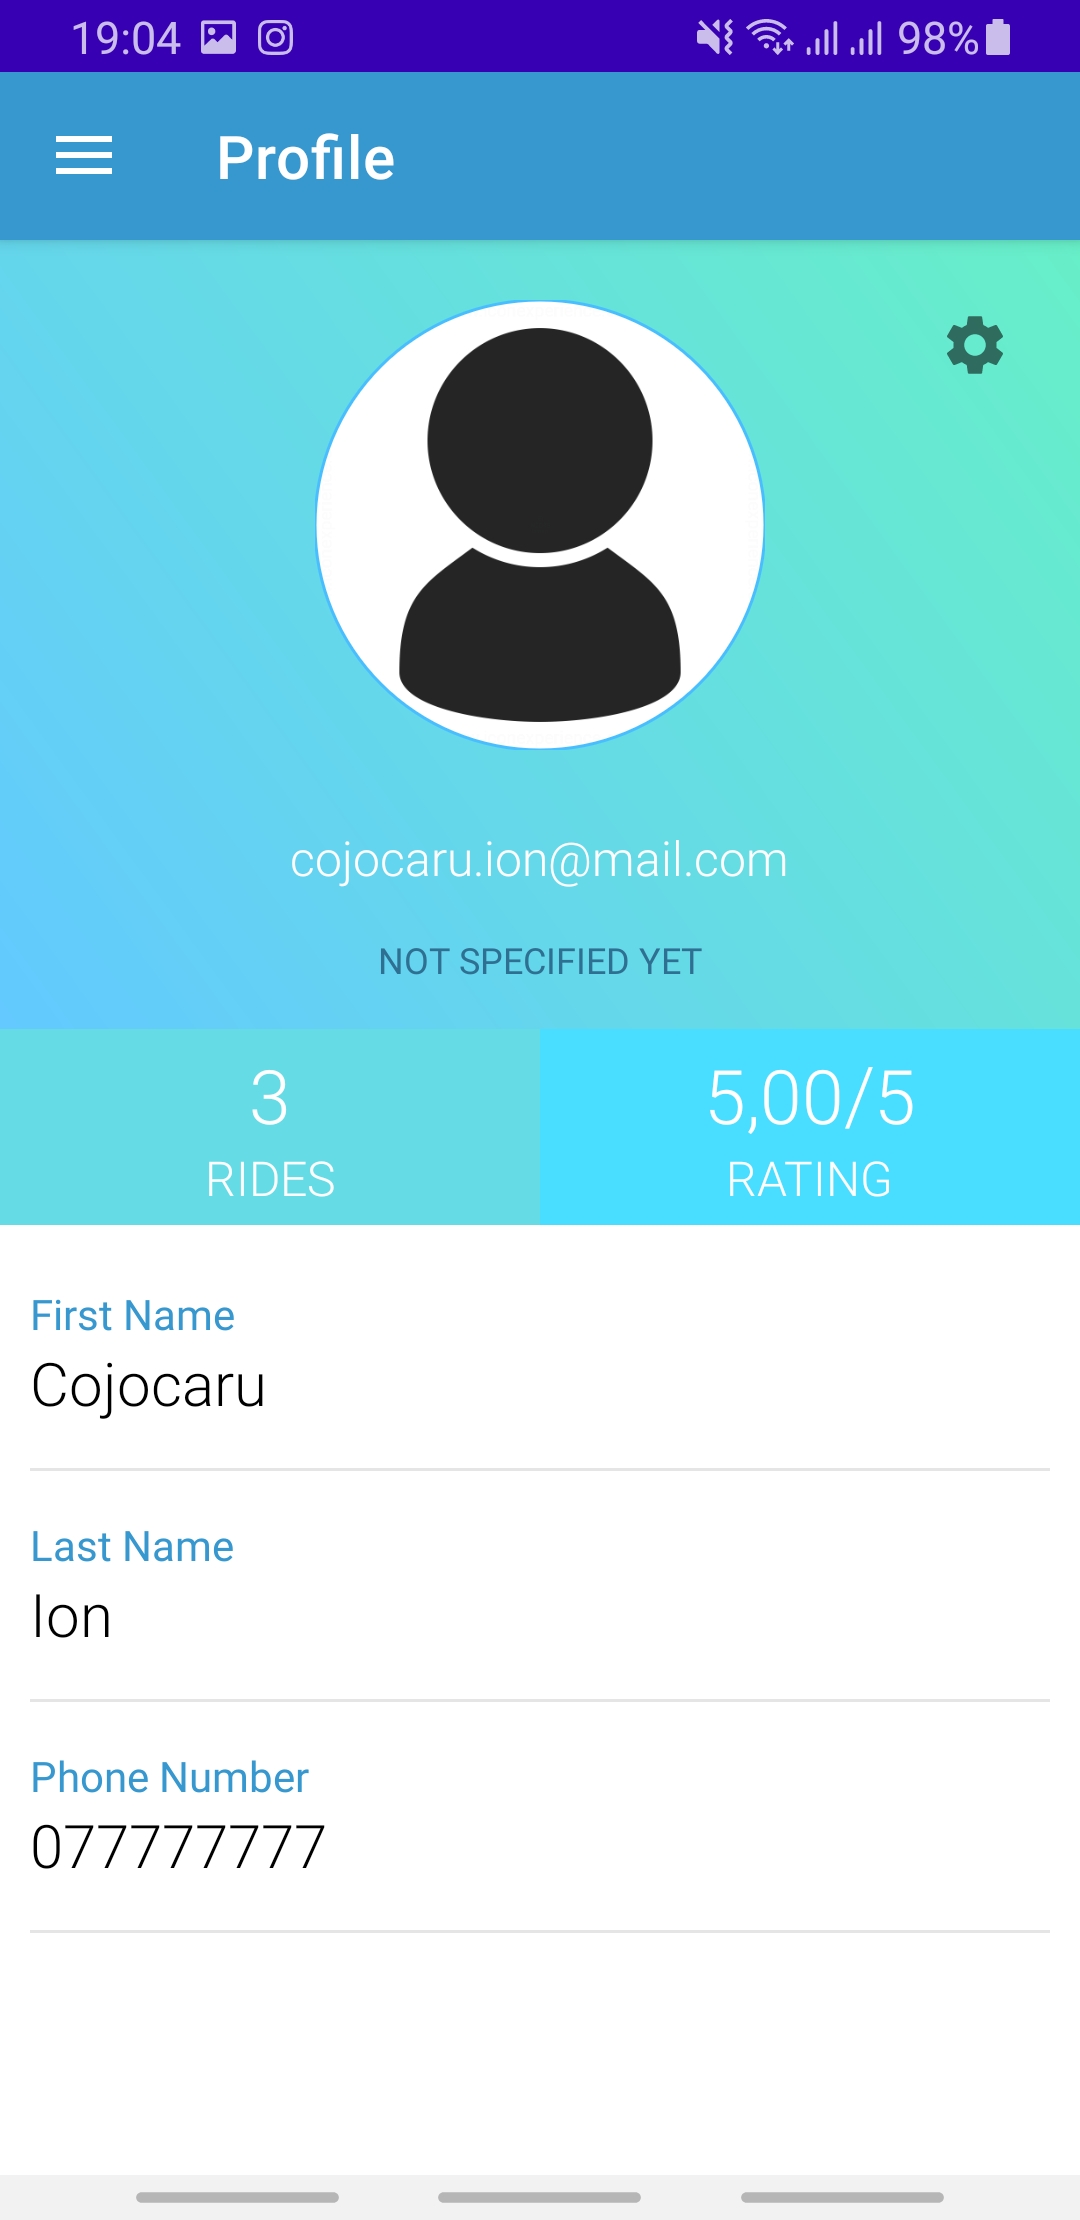 19:04 98%
Profile
cojocaru.ion@mail.com
NOT SPECIFIED YET
3
RIDES
5,00/5
RATING
First Name
Cojocaru
Last Name
Ion
Phone Number
077777777